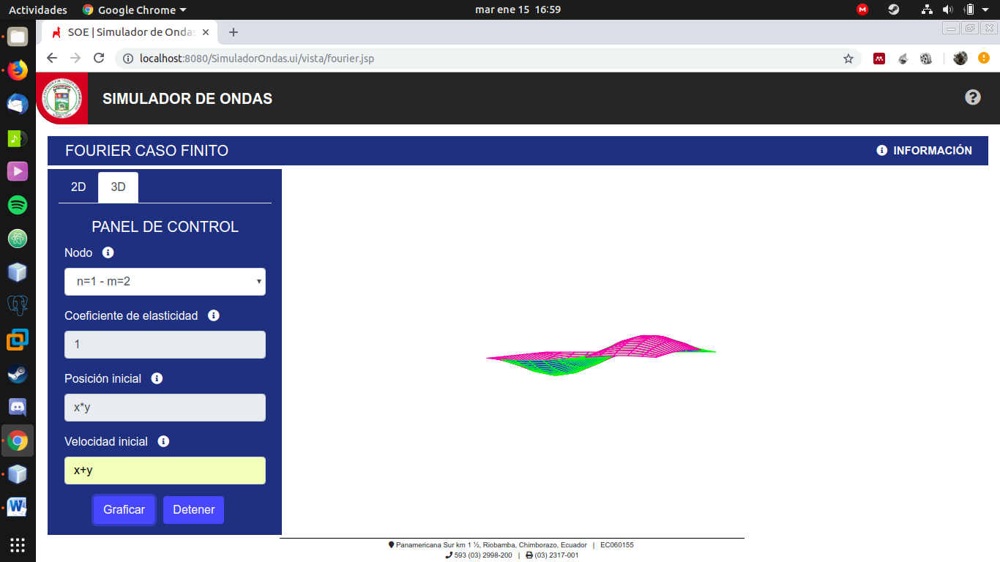 Actividades Google Chrome mar ene 15 16:59
SOE | Simulador de Ondas
localhost:8080/SimuladorOndas.ui/vista/fourier.jsp
SIMULADOR DE ONDAS
FOURIER CASO FINITO INFORMACIÓN
2D 3D
PANEL DE CONTROL
Nodo
n=1 - m=2
Coeficiente de elasticidad
1
Posición inicial
x*y
Velocidad inicial
x+y
Graficar Detener
Panamericana Sur km 1 ½, Riobamba, Chimborazo, Ecuador | EC060155
593 (03) 2998-200 | (03) 2317-001